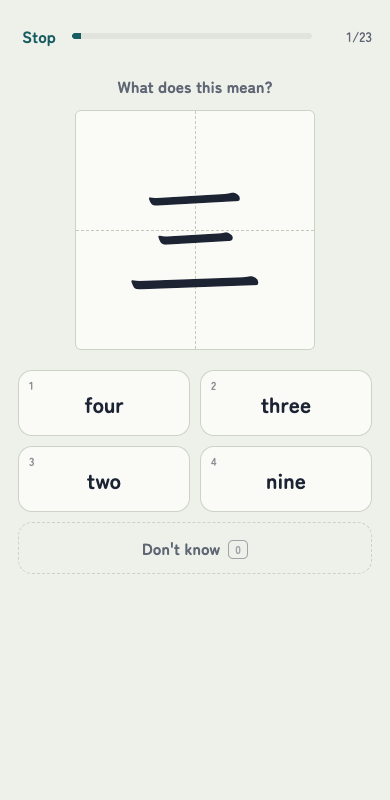 Stop 1/23
What does this mean?
三
1 four
2 three
3 two
4 nine
Don't know 0